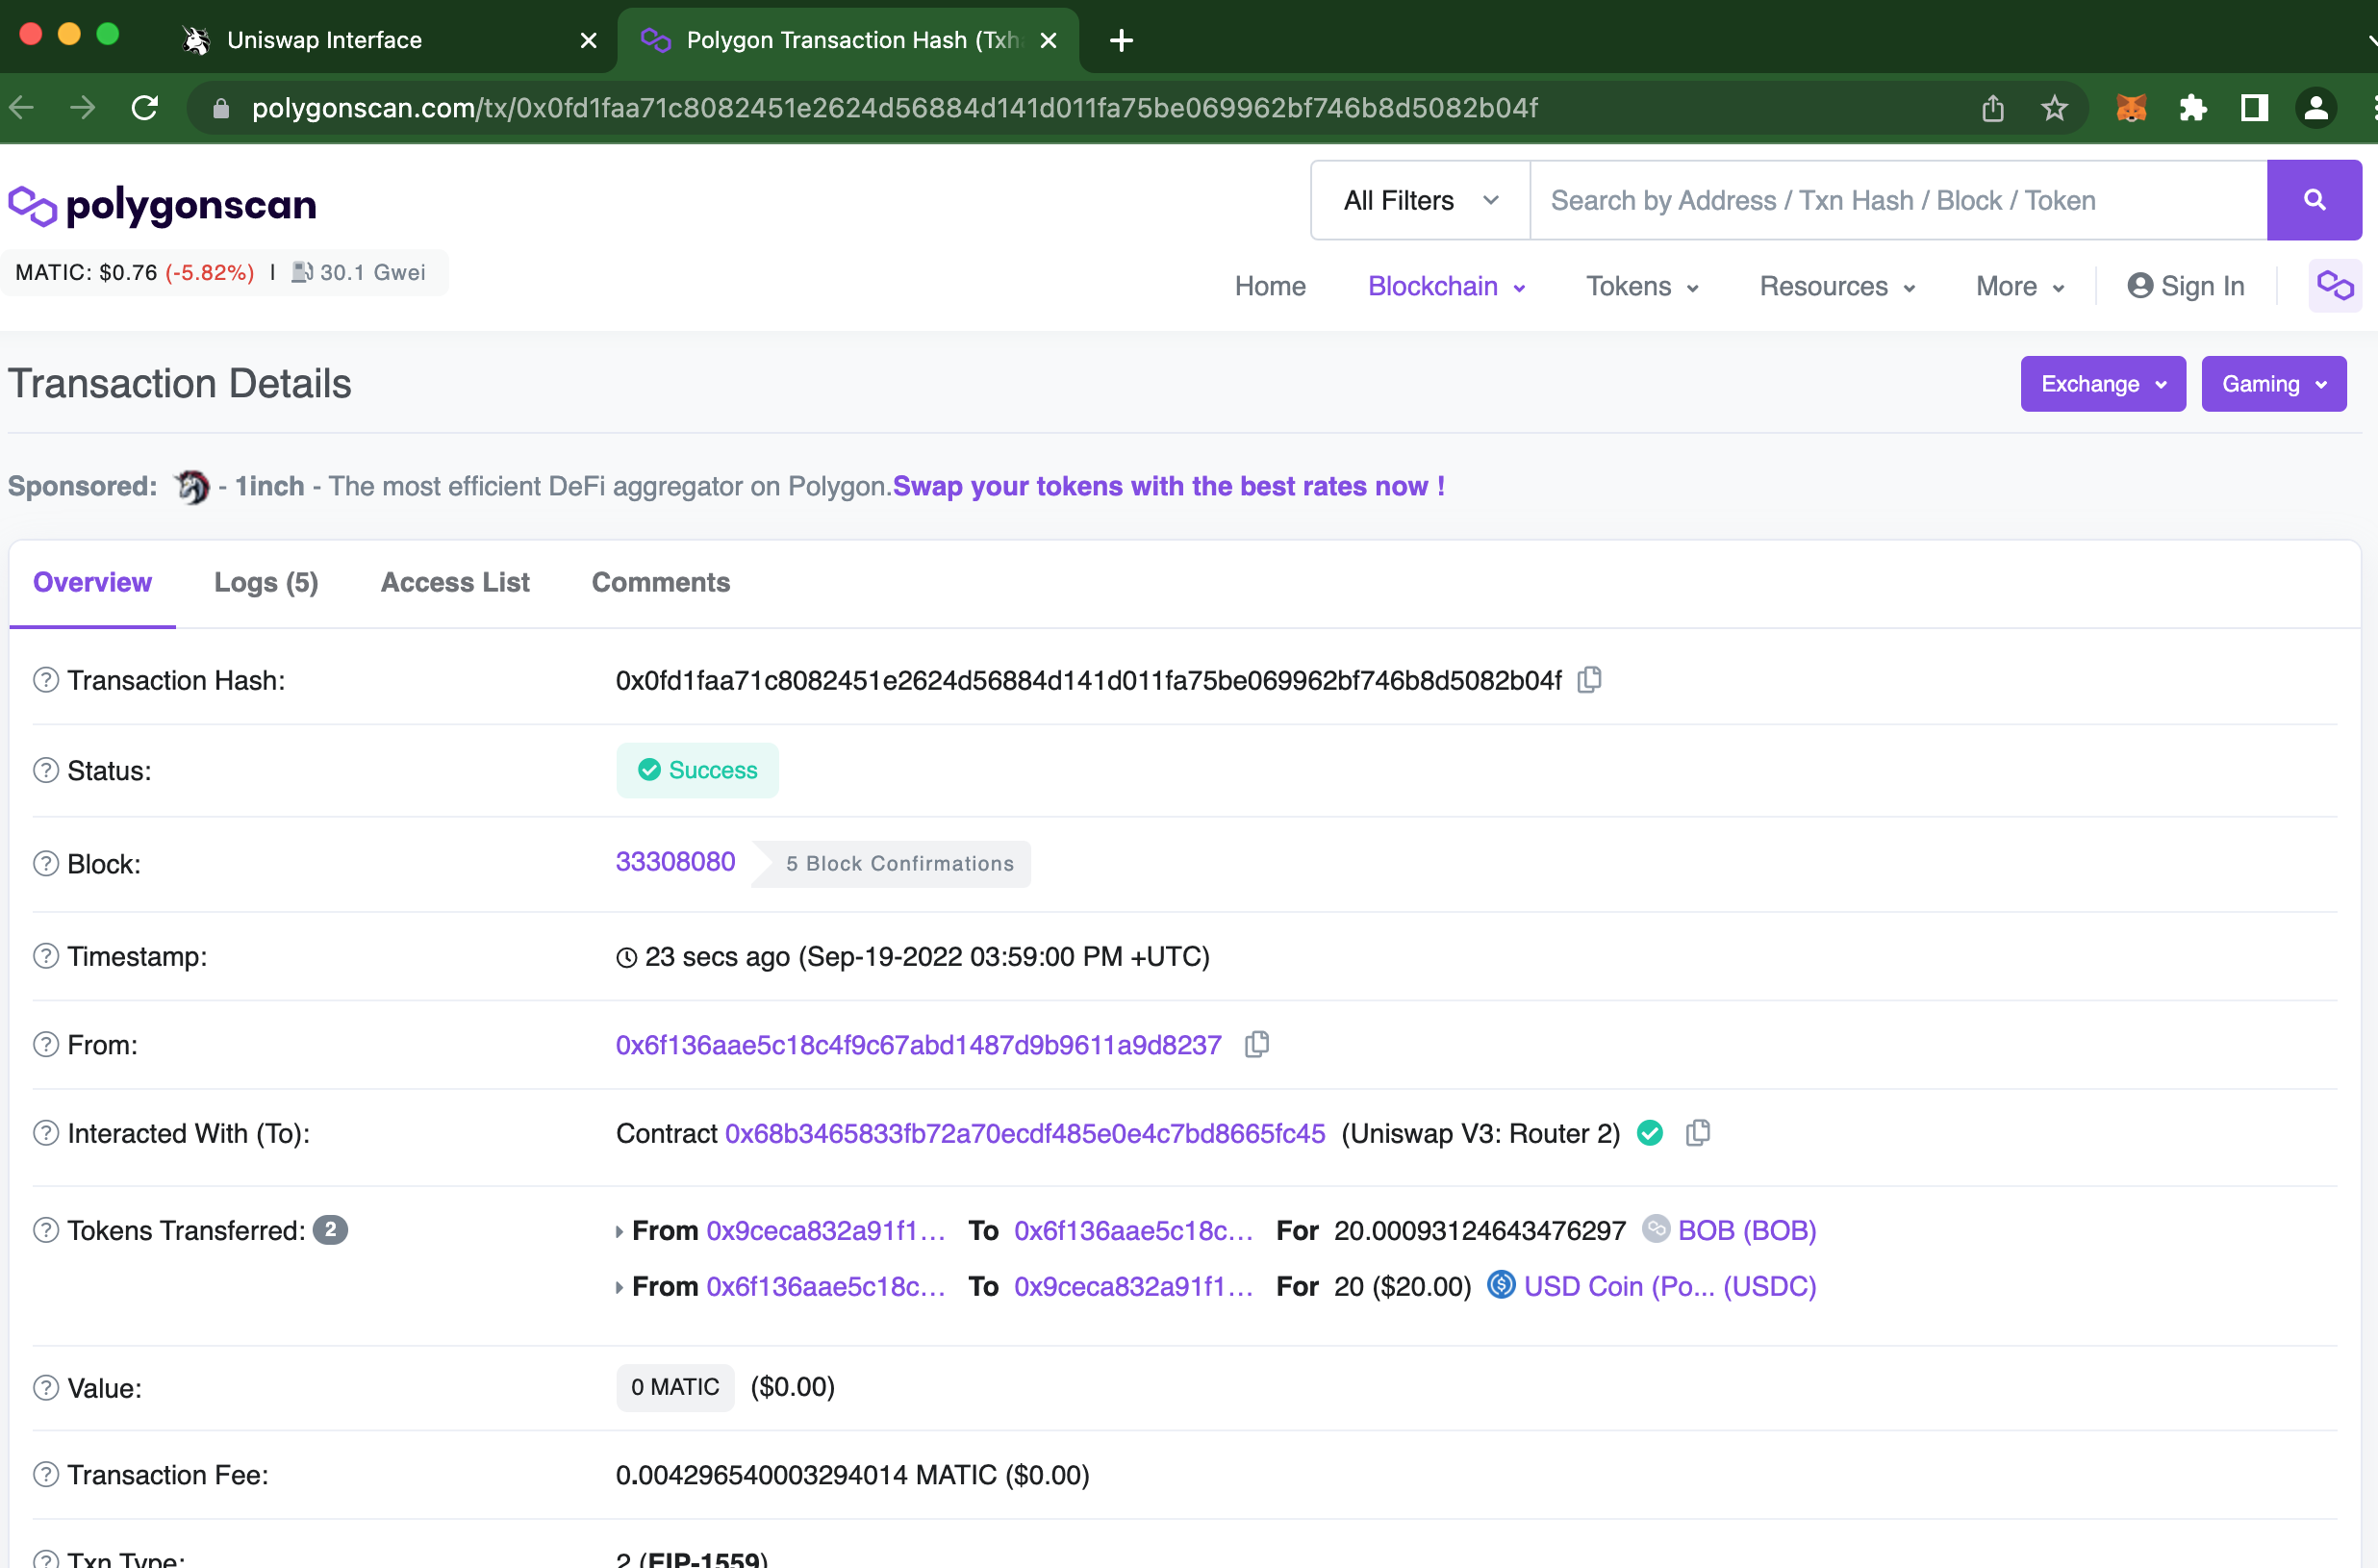 Uniswap Interface
Polygon Transaction Hash (Txh
polygonscan.com/tx/0x0fd1faa71c8082451e2624d56884d141d011fa75be069962bf746b8d5082b04f
polygonscan
All Filters
Search by Address / Txn Hash / Block / Token
MATIC: $0.76 (-5.82%) | 30.1 Gwei
Home Blockchain Tokens Resources More Sign In
Transaction Details
Exchange Gaming
Sponsored: - 1inch - The most efficient DeFi aggregator on Polygon.Swap your tokens with the best rates now !
Overview Logs (5) Access List Comments
Transaction Hash: 0x0fd1faa71c8082451e2624d56884d141d011fa75be069962bf746b8d5082b04f
Status: Success
Block: 33308080 5 Block Confirmations
Timestamp: 23 secs ago (Sep-19-2022 03:59:00 PM +UTC)
From: 0x6f136aae5c18c4f9c67abd1487d9b9611a9d8237
Interacted With (To): Contract 0x68b3465833fb72a70ecdf485e0e4c7bd8665fc45 (Uniswap V3: Router 2)
Tokens Transferred: 2 From 0x9ceca832a91f1... To 0x6f136aae5c18c... For 20.00093124643476297 BOB (BOB)
From 0x6f136aae5c18c... To 0x9ceca832a91f1... For 20 ($20.00) USD Coin (Po... (USDC)
Value: 0 MATIC ($0.00)
Transaction Fee: 0.004296540003294014 MATIC ($0.00)
Txn Type: 2 (EIP-1559)